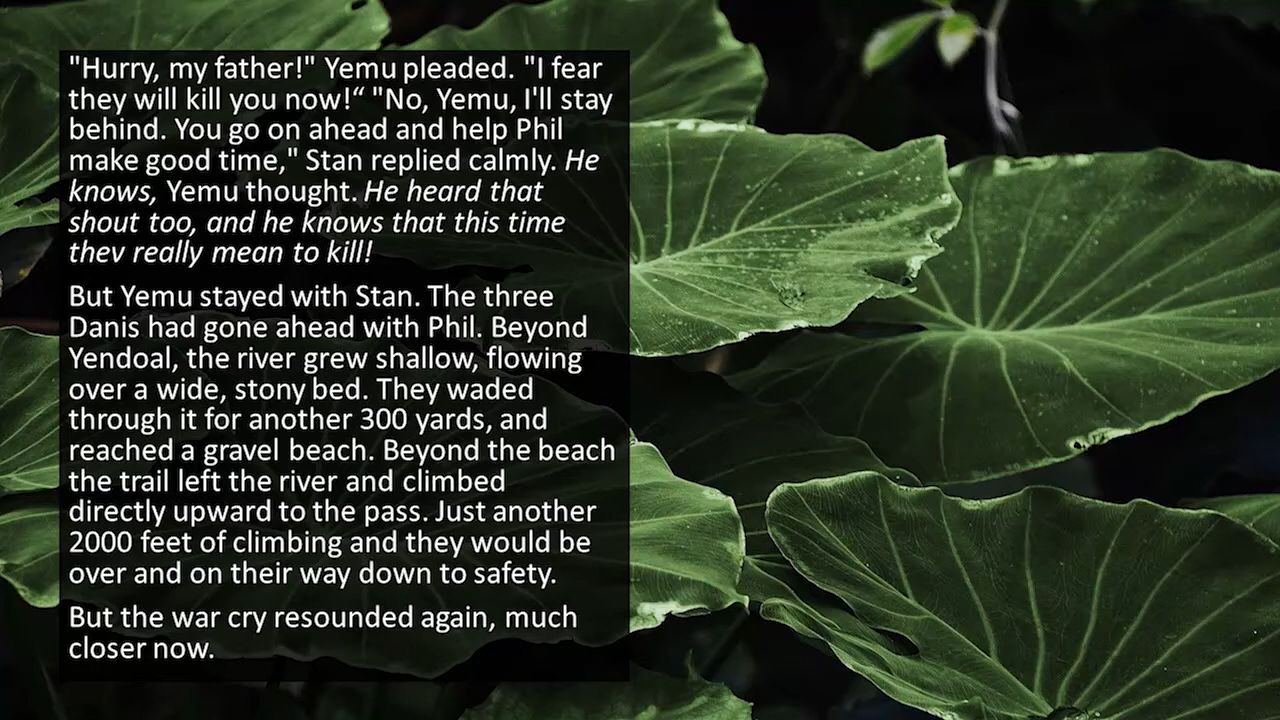 "Hurry, my father!" Yemu pleaded. "I fear
they will kill you now!“ "No, Yemu, I'll stay
behind. You go on ahead and help Phil
make good time," Stan replied calmly. He
knows, Yemu thought. He heard that
shout too, and he knows that this time
thev really mean to kill!
But Yemu stayed with Stan. The three
Danis had gone ahead with Phil. Beyond
Yendoal, the river grew shallow, flowing
over a wide, stony bed. They waded
through it for another 300 yards, and
reached a gravel beach. Beyond the beach
the trail left the river and climbed
directly upward to the pass. Just another
2000 feet of climbing and they would be
over and on their way down to safety.
But the war cry resounded again, much
closer now.